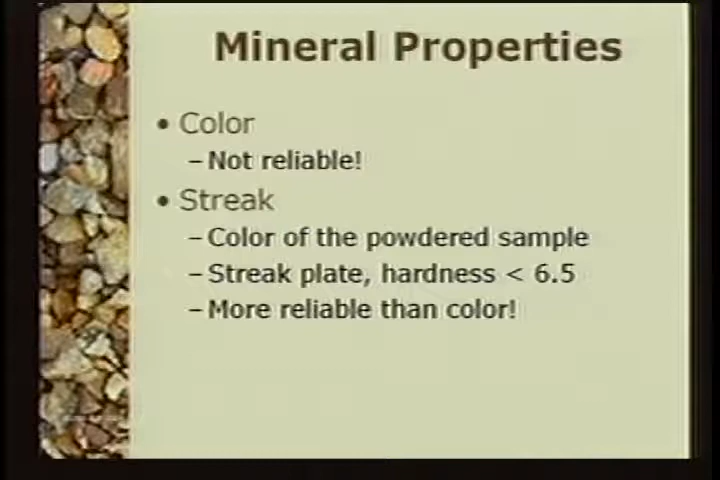 Mineral Properties
• Color
– Not reliable!
• Streak
– Color of the powdered sample
– Streak plate, hardness < 6.5
– More reliable than color!